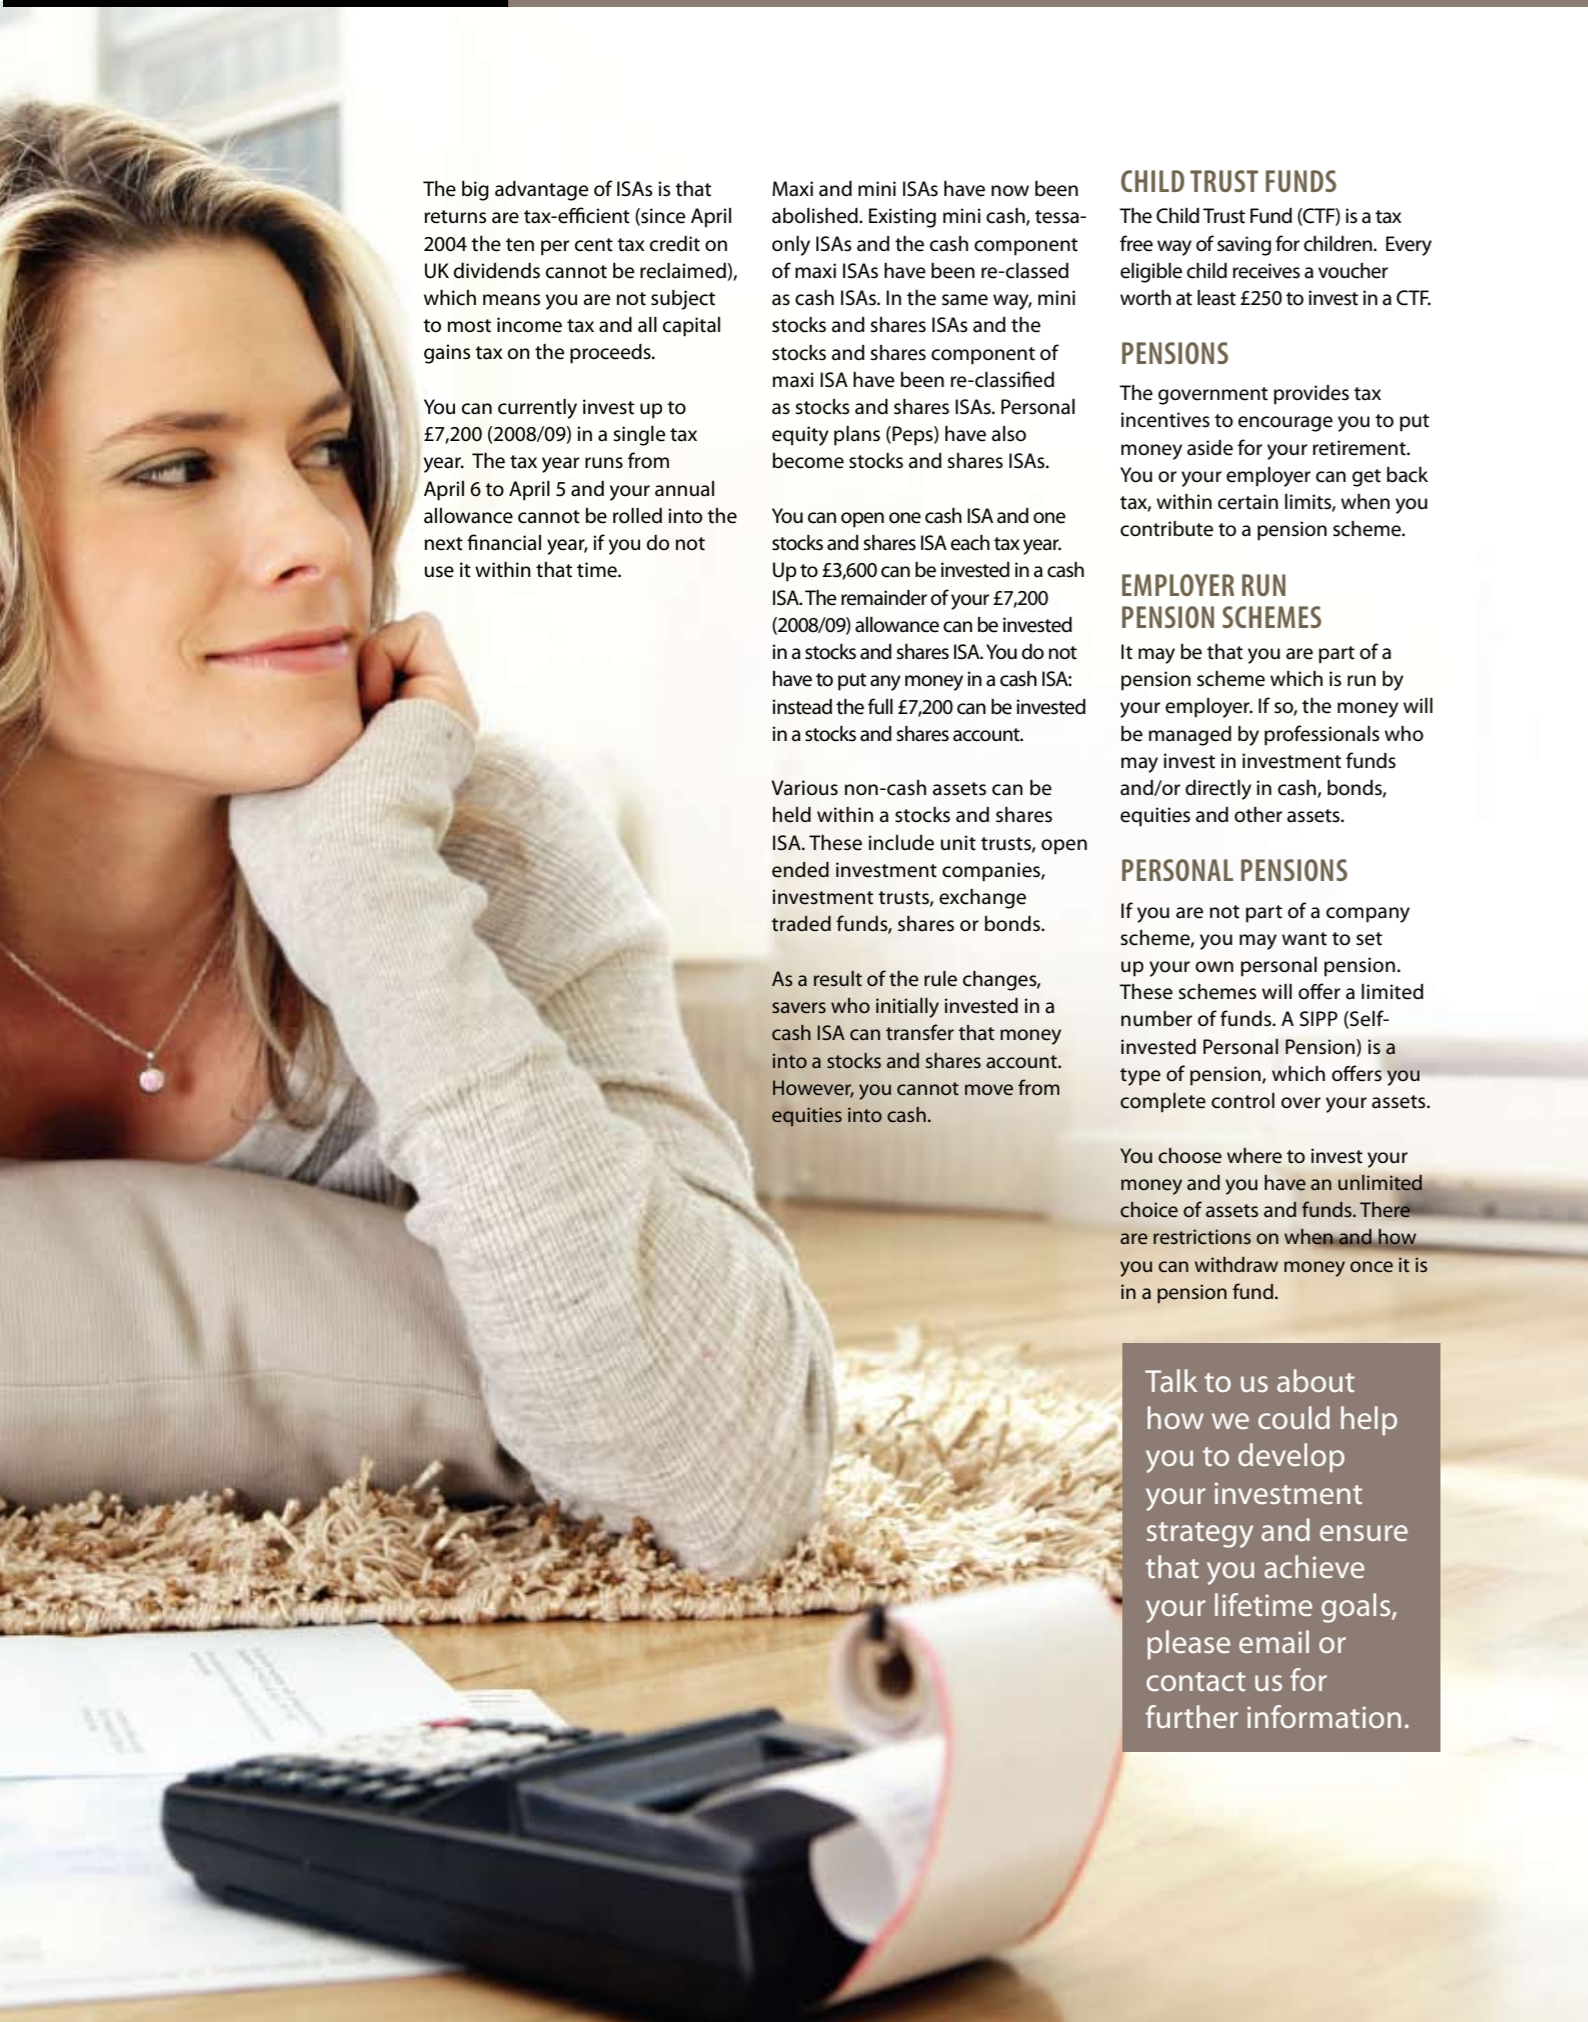 The big advantage of ISAs is that
returns are tax-efficient (since April
2004 the ten per cent tax credit on
UK dividends cannot be reclaimed),
which means you are not subject
to most income tax and all capital
gains tax on the proceeds.
You can currently invest up to
£7,200 (2008/09) in a single tax
year. The tax year runs from
April 6 to April 5 and your annual
allowance cannot be rolled into the
next financial year, if you do not
use it within that time.
Maxi and mini ISAs have now been
abolished. Existing mini cash, tessa-
only ISAs and the cash component
of maxi ISAs have been re-classed
as cash ISAs. In the same way, mini
stocks and shares ISAs and the
stocks and shares component of
maxi ISA have been re-classified
as stocks and shares ISAs. Personal
equity plans (Peps) have also
become stocks and shares ISAs.
You can open one cash ISA and one
stocks and shares ISA each tax year.
Up to £3,600 can be invested in a cash
ISA. The remainder of your £7,200
(2008/09) allowance can be invested
in a stocks and shares ISA. You do not
have to put any money in a cash ISA:
instead the full £7,200 can be invested
in a stocks and shares account.
Various non-cash assets can be
held within a stocks and shares
ISA. These include unit trusts, open
ended investment companies,
investment trusts, exchange
traded funds, shares or bonds.
As a result of the rule changes,
savers who initially invested in a
cash ISA can transfer that money
into a stocks and shares account.
However, you cannot move from
equities into cash.
CHILD TRUST FUNDS
The Child Trust Fund (CTF) is a tax
free way of saving for children. Every
eligible child receives a voucher
worth at least £250 to invest in a CTF.
PENSIONS
The government provides tax
incentives to encourage you to put
money aside for your retirement.
You or your employer can get back
tax, within certain limits, when you
contribute to a pension scheme.
EMPLOYER RUN
PENSION SCHEMES
It may be that you are part of a
pension scheme which is run by
your employer. If so, the money will
be managed by professionals who
may invest in investment funds
and/or directly in cash, bonds,
equities and other assets.
PERSONAL PENSIONS
If you are not part of a company
scheme, you may want to set
up your own personal pension.
These schemes will offer a limited
number of funds. A SIPP (Self-
invested Personal Pension) is a
type of pension, which offers you
complete control over your assets.
You choose where to invest your
money and you have an unlimited
choice of assets and funds. There
are restrictions on when and how
you can withdraw money once it is
in a pension fund.
Talk to us about
how we could help
you to develop
your investment
strategy and ensure
that you achieve
your lifetime goals,
please email or
contact us for
further information.